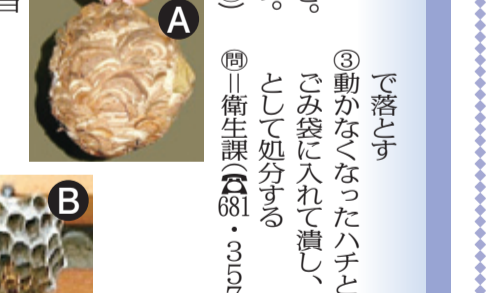 で落とす
③動かなくなったハチと
ごみ袋に入れて潰し、
として処分する
問=衛生課(☎681・357
A
B